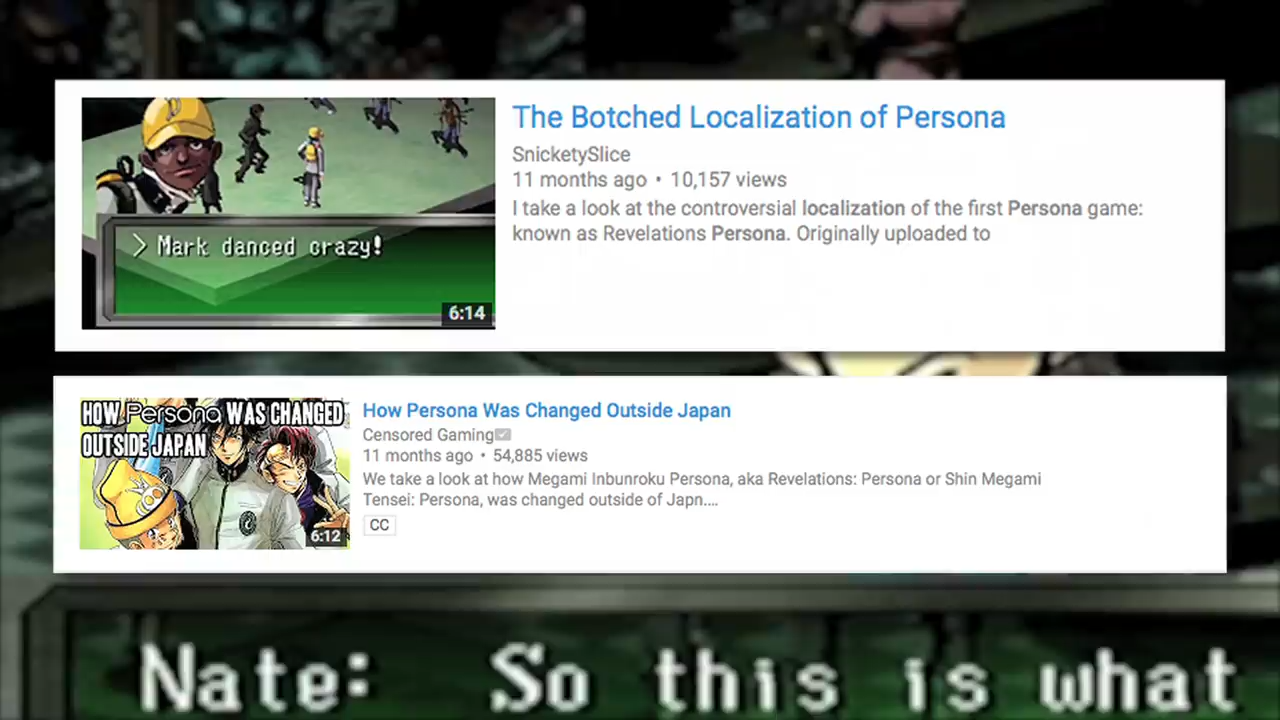 The Botched Localization of Persona
SnicketySlice
11 months ago • 10,157 views
I take a look at the controversial localization of the first Persona game:
known as Revelations Persona. Originally uploaded to
> Mark danced crazy!
6:14
HOW Persona WAS CHANGED
OUTSIDE JAPAN
6:12
How Persona Was Changed Outside Japan
Censored Gaming
11 months ago • 54,885 views
We take a look at how Megami Inbunroku Persona, aka Revelations: Persona or Shin Megami
Tensei: Persona, was changed outside of Japn....
CC
Nate: So this is what